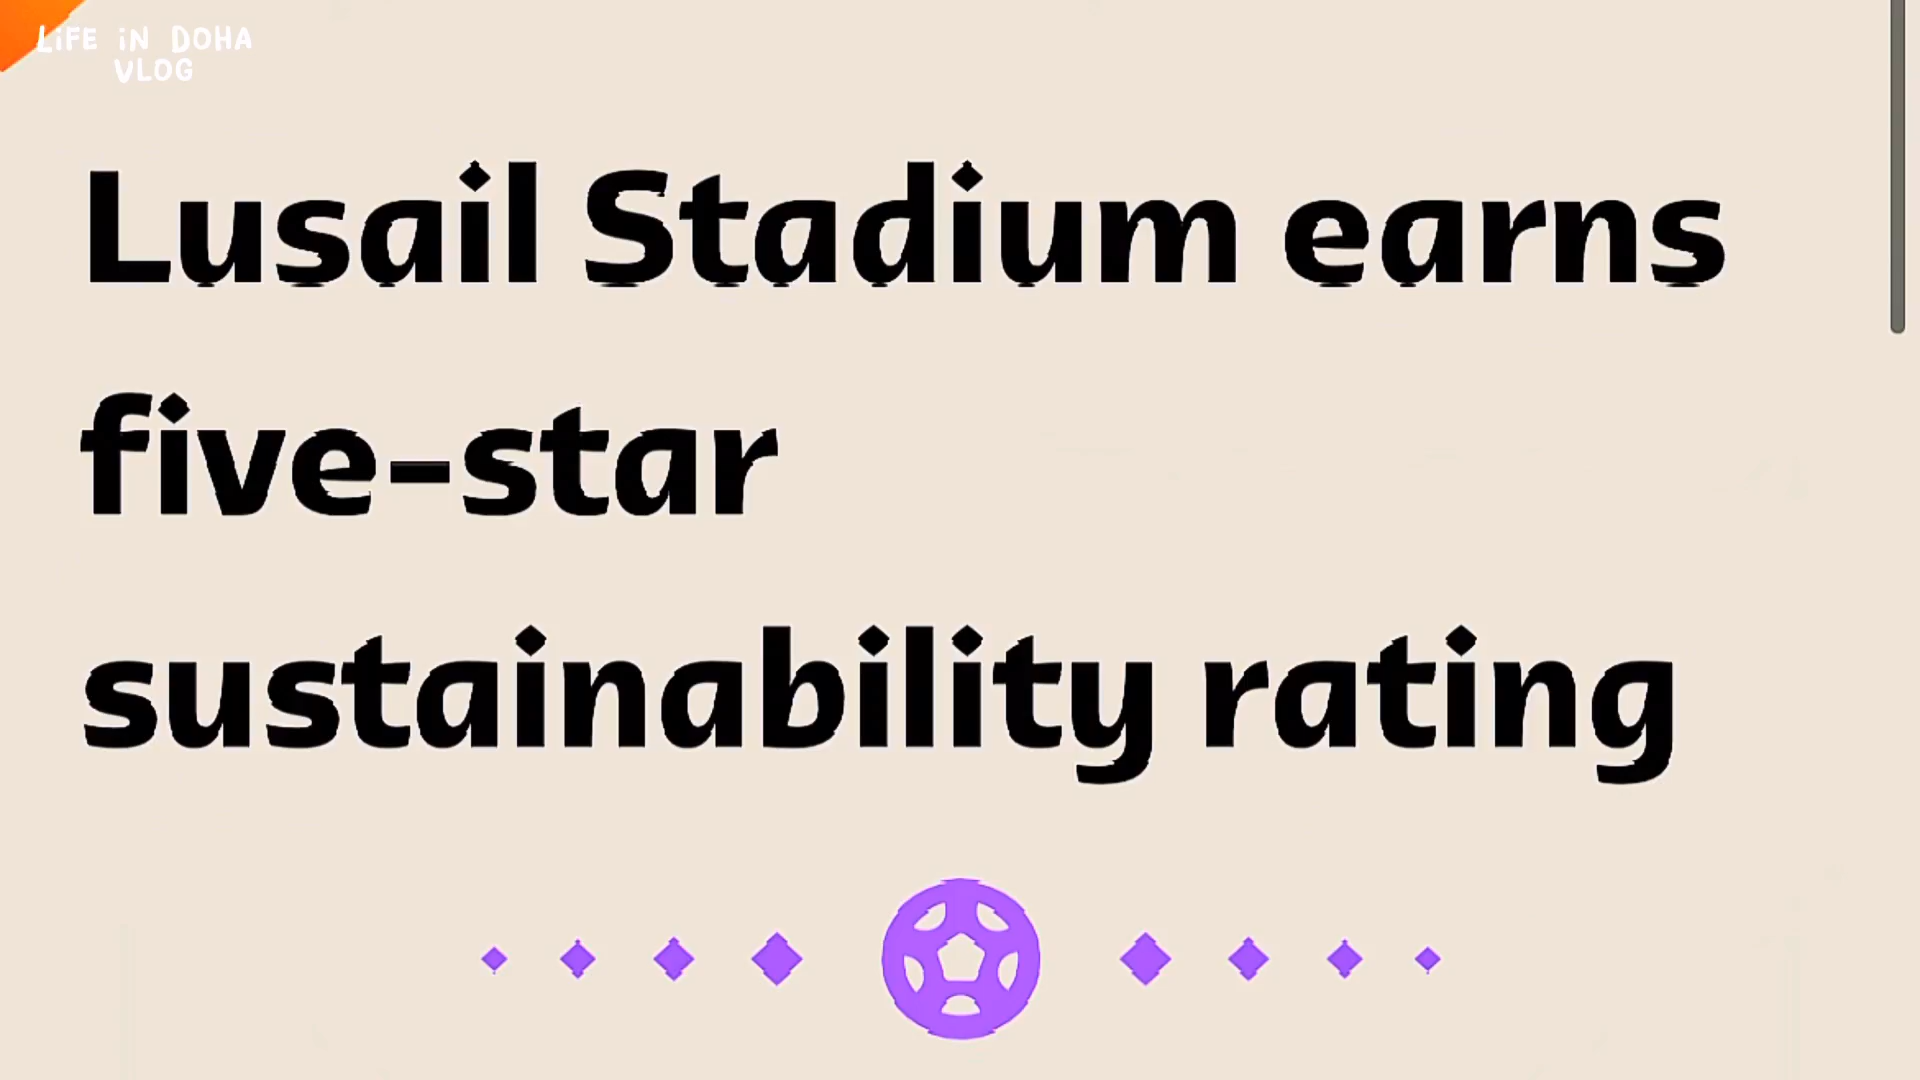 LiFE iN DOHA
VLOG
Lusail Stadium earns
five-star
sustainability rating